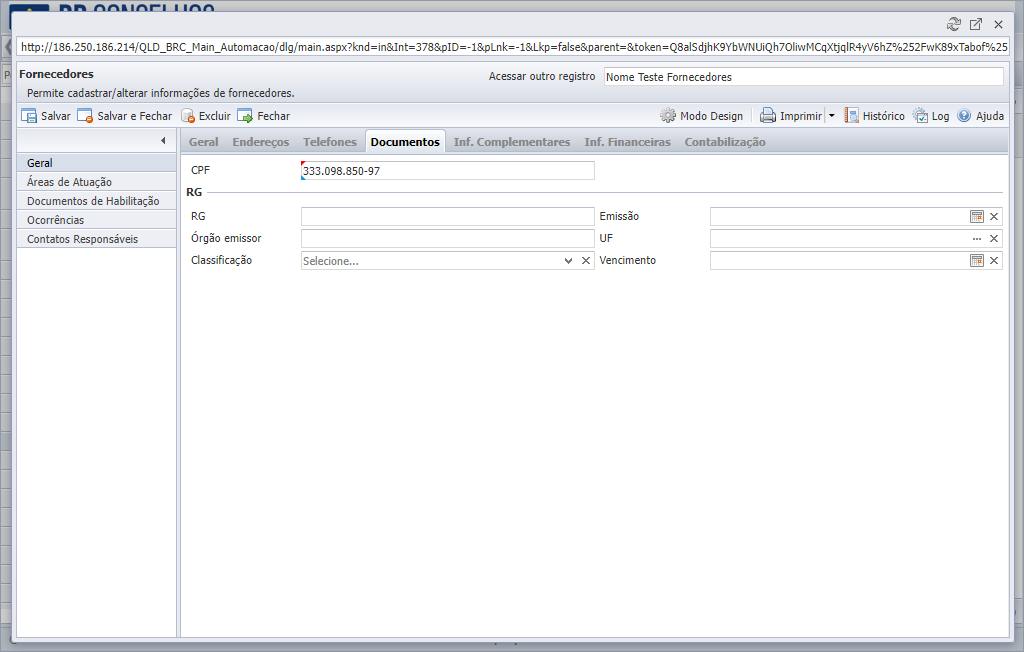 http://186.250.186.214/QLD_BRC_Main_Automacao/dlg/main.aspx?knd=in&Int=378&pID=-1&pLnk=-1&Lkp=false&parent=&token=Q8alSdjhK9YbWNUiQh7OliwMCqXtjqlR4yV6hZ%252FwK89xTabof%25
Fornecedores
Acessar outro registro Nome Teste Fornecedores
Permite cadastrar/alterar informações de fornecedores.
Salvar Salvar e Fechar Excluir Fechar Modo Design Imprimir Histórico Log Ajuda
Geral Endereços Telefones Documentos Inf. Complementares Inf. Financeiras Contabilização
Geral
Áreas de Atuação
Documentos de Habilitação
Ocorrências
Contatos Responsáveis
CPF 333.098.850-97
RG
RG Emissão
Órgão emissor UF
Classificação Selecione... Vencimento